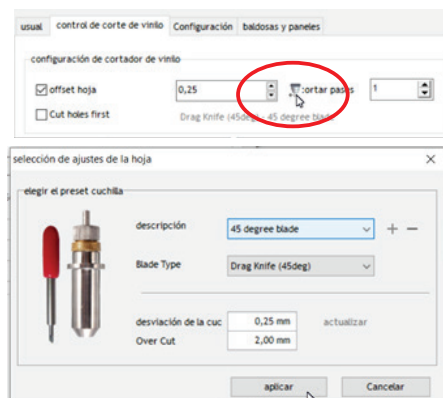 usual control de corte de vinilo Configuración baldosas y paneles
configuración de cortador de vinilo
offset hoja 0,25 cortar pases 1
Cut holes first Drag Knife (45deg) - 45 degree blade
selección de ajustes de la hoja
elegir el preset cuchilla
descripción 45 degree blade + −
Blade Type Drag Knife (45deg)
desviación de la cuc 0,25 mm actualizar
Over Cut 2,00 mm
aplicar Cancelar